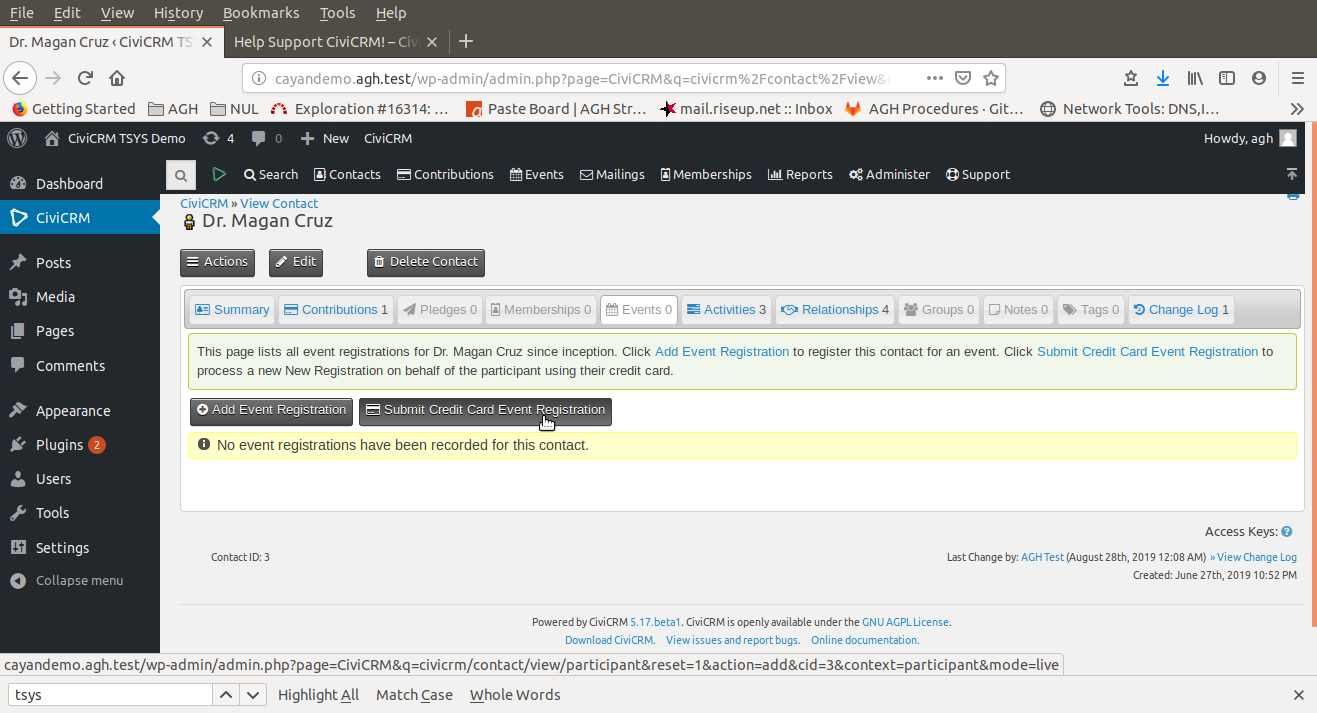 File Edit View History Bookmarks Tools Help
Dr. Magan Cruz ‹ CiviCRM TS
Help Support CiviCRM! – Civ
cayandemo.agh.test/wp-admin/admin.php?page=CiviCRM&q=civicrm%2Fcontact%2Fview&
Getting Started AGH NUL Exploration #16314: … Paste Board | AGH Str… mail.riseup.net :: Inbox AGH Procedures · Git… Network Tools: DNS,I…
CiviCRM TSYS Demo 4 0 New CiviCRM Howdy, agh
Search Contacts Contributions Events Mailings Memberships Reports Administer Support
Dashboard
CiviCRM
Posts
Media
Pages
Comments
Appearance
Plugins 2
Users
Tools
Settings
Collapse menu
CiviCRM » View Contact
Dr. Magan Cruz
Actions Edit Delete Contact
Summary Contributions 1 Pledges 0 Memberships 0 Events 0 Activities 3 Relationships 4 Groups 0 Notes 0 Tags 0 Change Log 1
This page lists all event registrations for Dr. Magan Cruz since inception. Click Add Event Registration to register this contact for an event. Click Submit Credit Card Event Registration to
process a new New Registration on behalf of the participant using their credit card.
Add Event Registration Submit Credit Card Event Registration
No event registrations have been recorded for this contact.
Access Keys: ?
Contact ID: 3
Last Change by: AGH Test (August 28th, 2019 12:08 AM) » View Change Log
Created: June 27th, 2019 10:52 PM
Powered by CiviCRM 5.17.beta1. CiviCRM is openly available under the GNU AGPL License.
Download CiviCRM. View issues and report bugs. Online documentation.
cayandemo.agh.test/wp-admin/admin.php?page=CiviCRM&q=civicrm/contact/view/participant&reset=1&action=add&cid=3&context=participant&mode=live
tsys Highlight All Match Case Whole Words